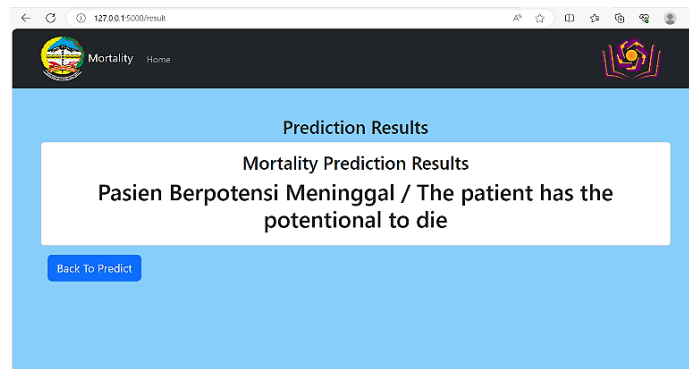 127.0.0.1:5000/result
Mortality Home
Prediction Results
Mortality Prediction Results
Pasien Berpotensi Meninggal / The patient has the
potentional to die
Back To Predict